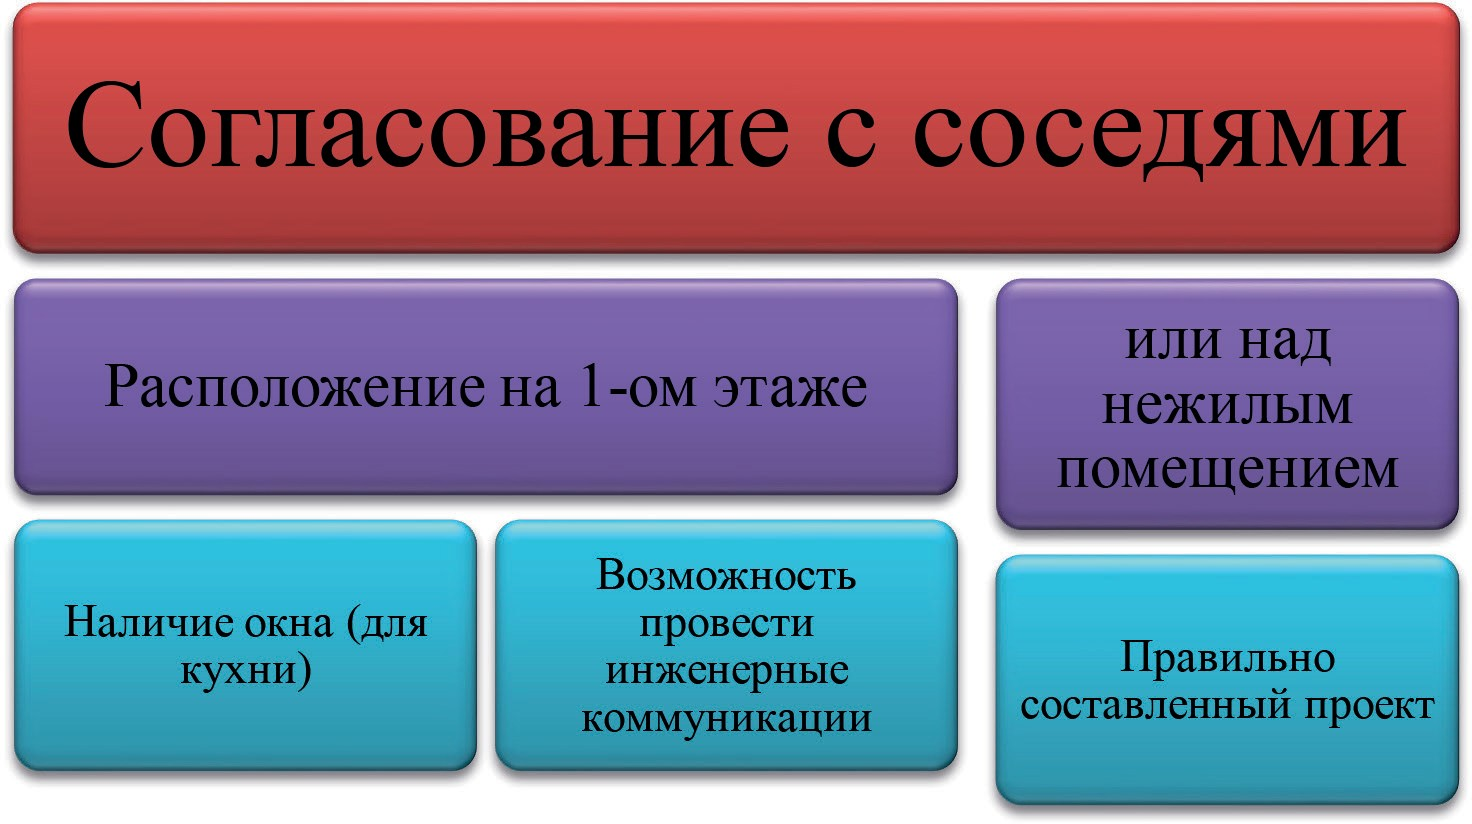 Согласование с соседями
Расположение на 1-ом этаже
или над
нежилым
помещением
Наличие окна (для
кухни)
Возможность
провести
инженерные
коммуникации
Правильно
составленный проект